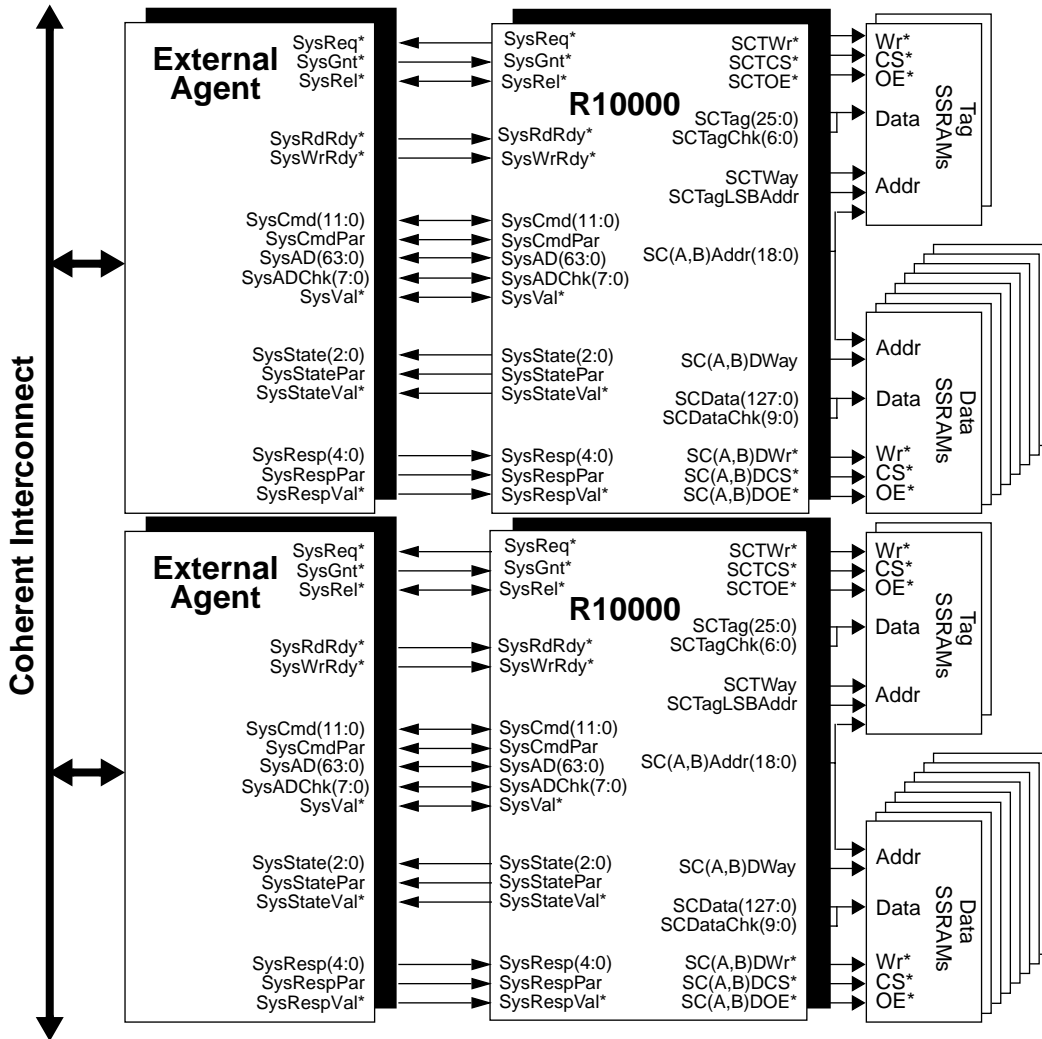 Coherent Interconnect
External
Agent
SysReq*
SysGnt*
SysRel*
SysRdRdy*
SysWrRdy*
SysCmd(11:0)
SysCmdPar
SysAD(63:0)
SysADChk(7:0)
SysVal*
SysState(2:0)
SysStatePar
SysStateVal*
SysResp(4:0)
SysRespPar
SysRespVal*
R10000
SysReq*
SysGnt*
SysRel*
SysRdRdy*
SysWrRdy*
SysCmd(11:0)
SysCmdPar
SysAD(63:0)
SysADChk(7:0)
SysVal*
SysState(2:0)
SysStatePar
SysStateVal*
SysResp(4:0)
SysRespPar
SysRespVal*
SCTWr*
SCTCS*
SCTOE*
SCTag(25:0)
SCTagChk(6:0)
SCTWay
SCTagLSBAddr
SC(A,B)Addr(18:0)
SC(A,B)DWay
SCData(127:0)
SCDataChk(9:0)
SC(A,B)DWr*
SC(A,B)DCS*
SC(A,B)DOE*
Wr*
CS*
OE*
Data
Addr
Tag
SSRAMs
Addr
Data
Wr*
CS*
OE*
Data
SSRAMs
External
Agent
SysReq*
SysGnt*
SysRel*
SysRdRdy*
SysWrRdy*
SysCmd(11:0)
SysCmdPar
SysAD(63:0)
SysADChk(7:0)
SysVal*
SysState(2:0)
SysStatePar
SysStateVal*
SysResp(4:0)
SysRespPar
SysRespVal*
R10000
SysReq*
SysGnt*
SysRel*
SysRdRdy*
SysWrRdy*
SysCmd(11:0)
SysCmdPar
SysAD(63:0)
SysADChk(7:0)
SysVal*
SysState(2:0)
SysStatePar
SysStateVal*
SysResp(4:0)
SysRespPar
SysRespVal*
SCTWr*
SCTCS*
SCTOE*
SCTag(25:0)
SCTagChk(6:0)
SCTWay
SCTagLSBAddr
SC(A,B)Addr(18:0)
SC(A,B)DWay
SCData(127:0)
SCDataChk(9:0)
SC(A,B)DWr*
SC(A,B)DCS*
SC(A,B)DOE*
Wr*
CS*
OE*
Data
Addr
Tag
SSRAMs
Addr
Data
Wr*
CS*
OE*
Data
SSRAMs